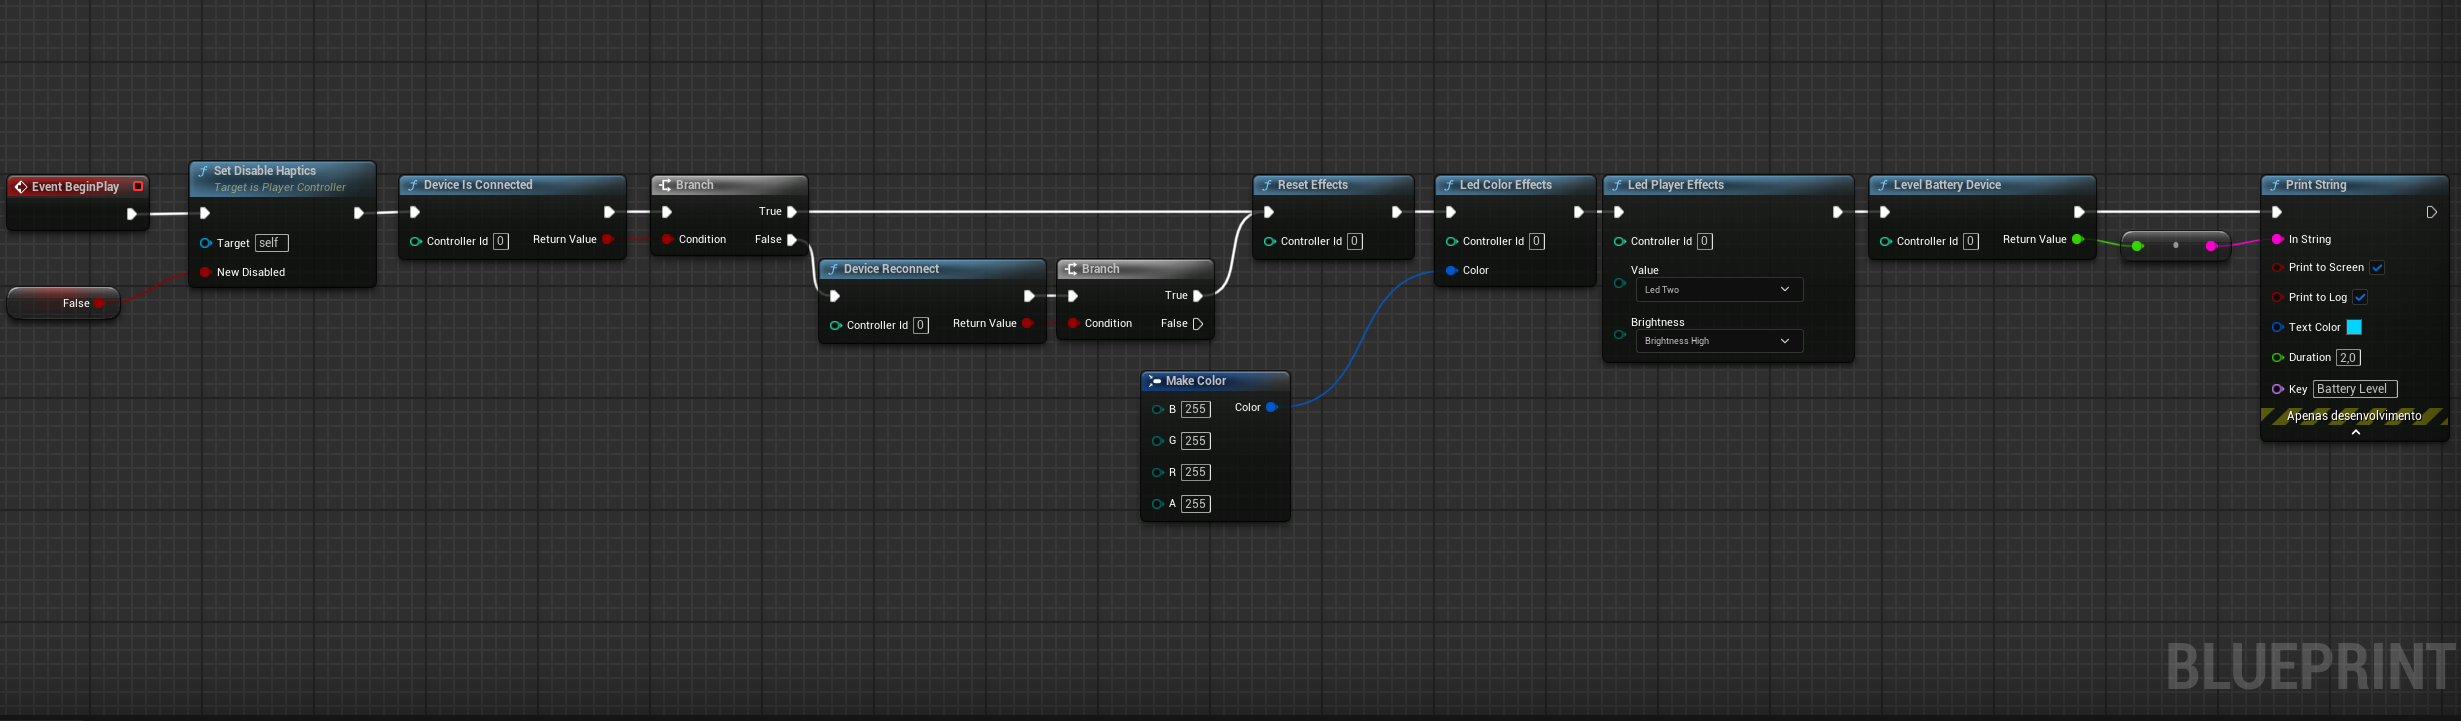 Event BeginPlay
False
Set Disable Haptics
Target is Player Controller
Target self
New Disabled
Device Is Connected
Controller Id 0
Return Value
Branch
True
Condition
False
Device Reconnect
Controller Id 0
Return Value
Branch
True
Condition
False
Make Color
B 255
Color
G 255
R 255
A 255
Reset Effects
Controller Id 0
Led Color Effects
Controller Id 0
Color
Led Player Effects
Controller Id 0
Value
Led Two
Brightness
Brightness High
Level Battery Device
Controller Id 0
Return Value
Print String
In String
Print to Screen
Print to Log
Text Color
Duration 2,0
Key Battery Level
Apenas desenvolvimento
BLUEPRINT